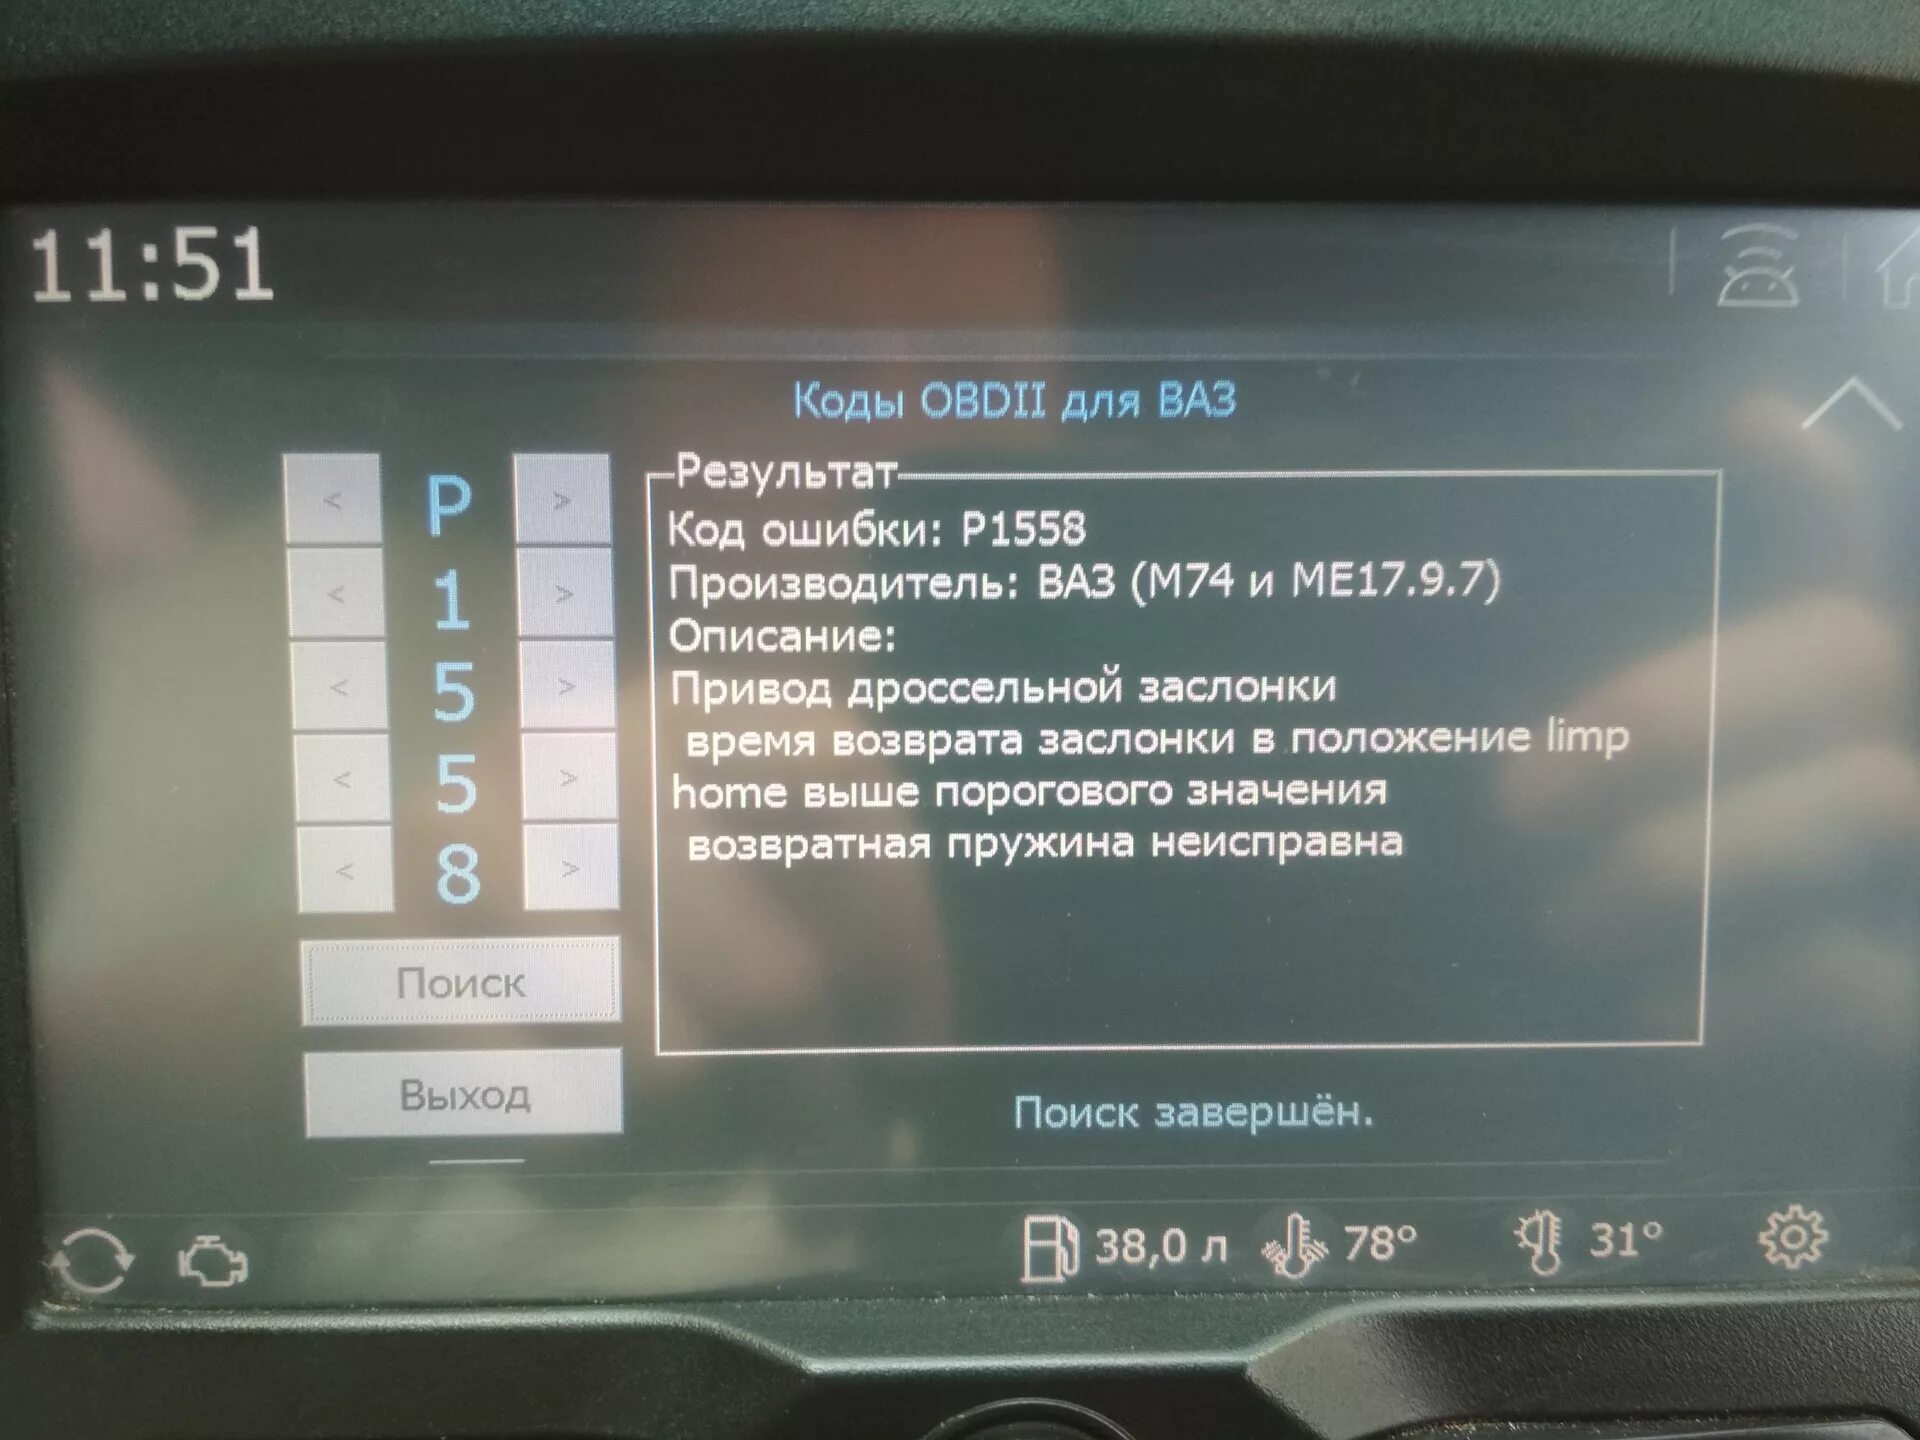 11:51
Коды OBDII для ВАЗ
< P >
< 1 >
< 5 >
< 5 >
< 8 >
Поиск
Выход
Результат
Код ошибки: P1558
Производитель: ВАЗ (M74 и ME17.9.7)
Описание:
Привод дроссельной заслонки
время возврата заслонки в положение limp
home выше порогового значения
возвратная пружина неисправна
Поиск завершён.
38,0 л 78° 31°